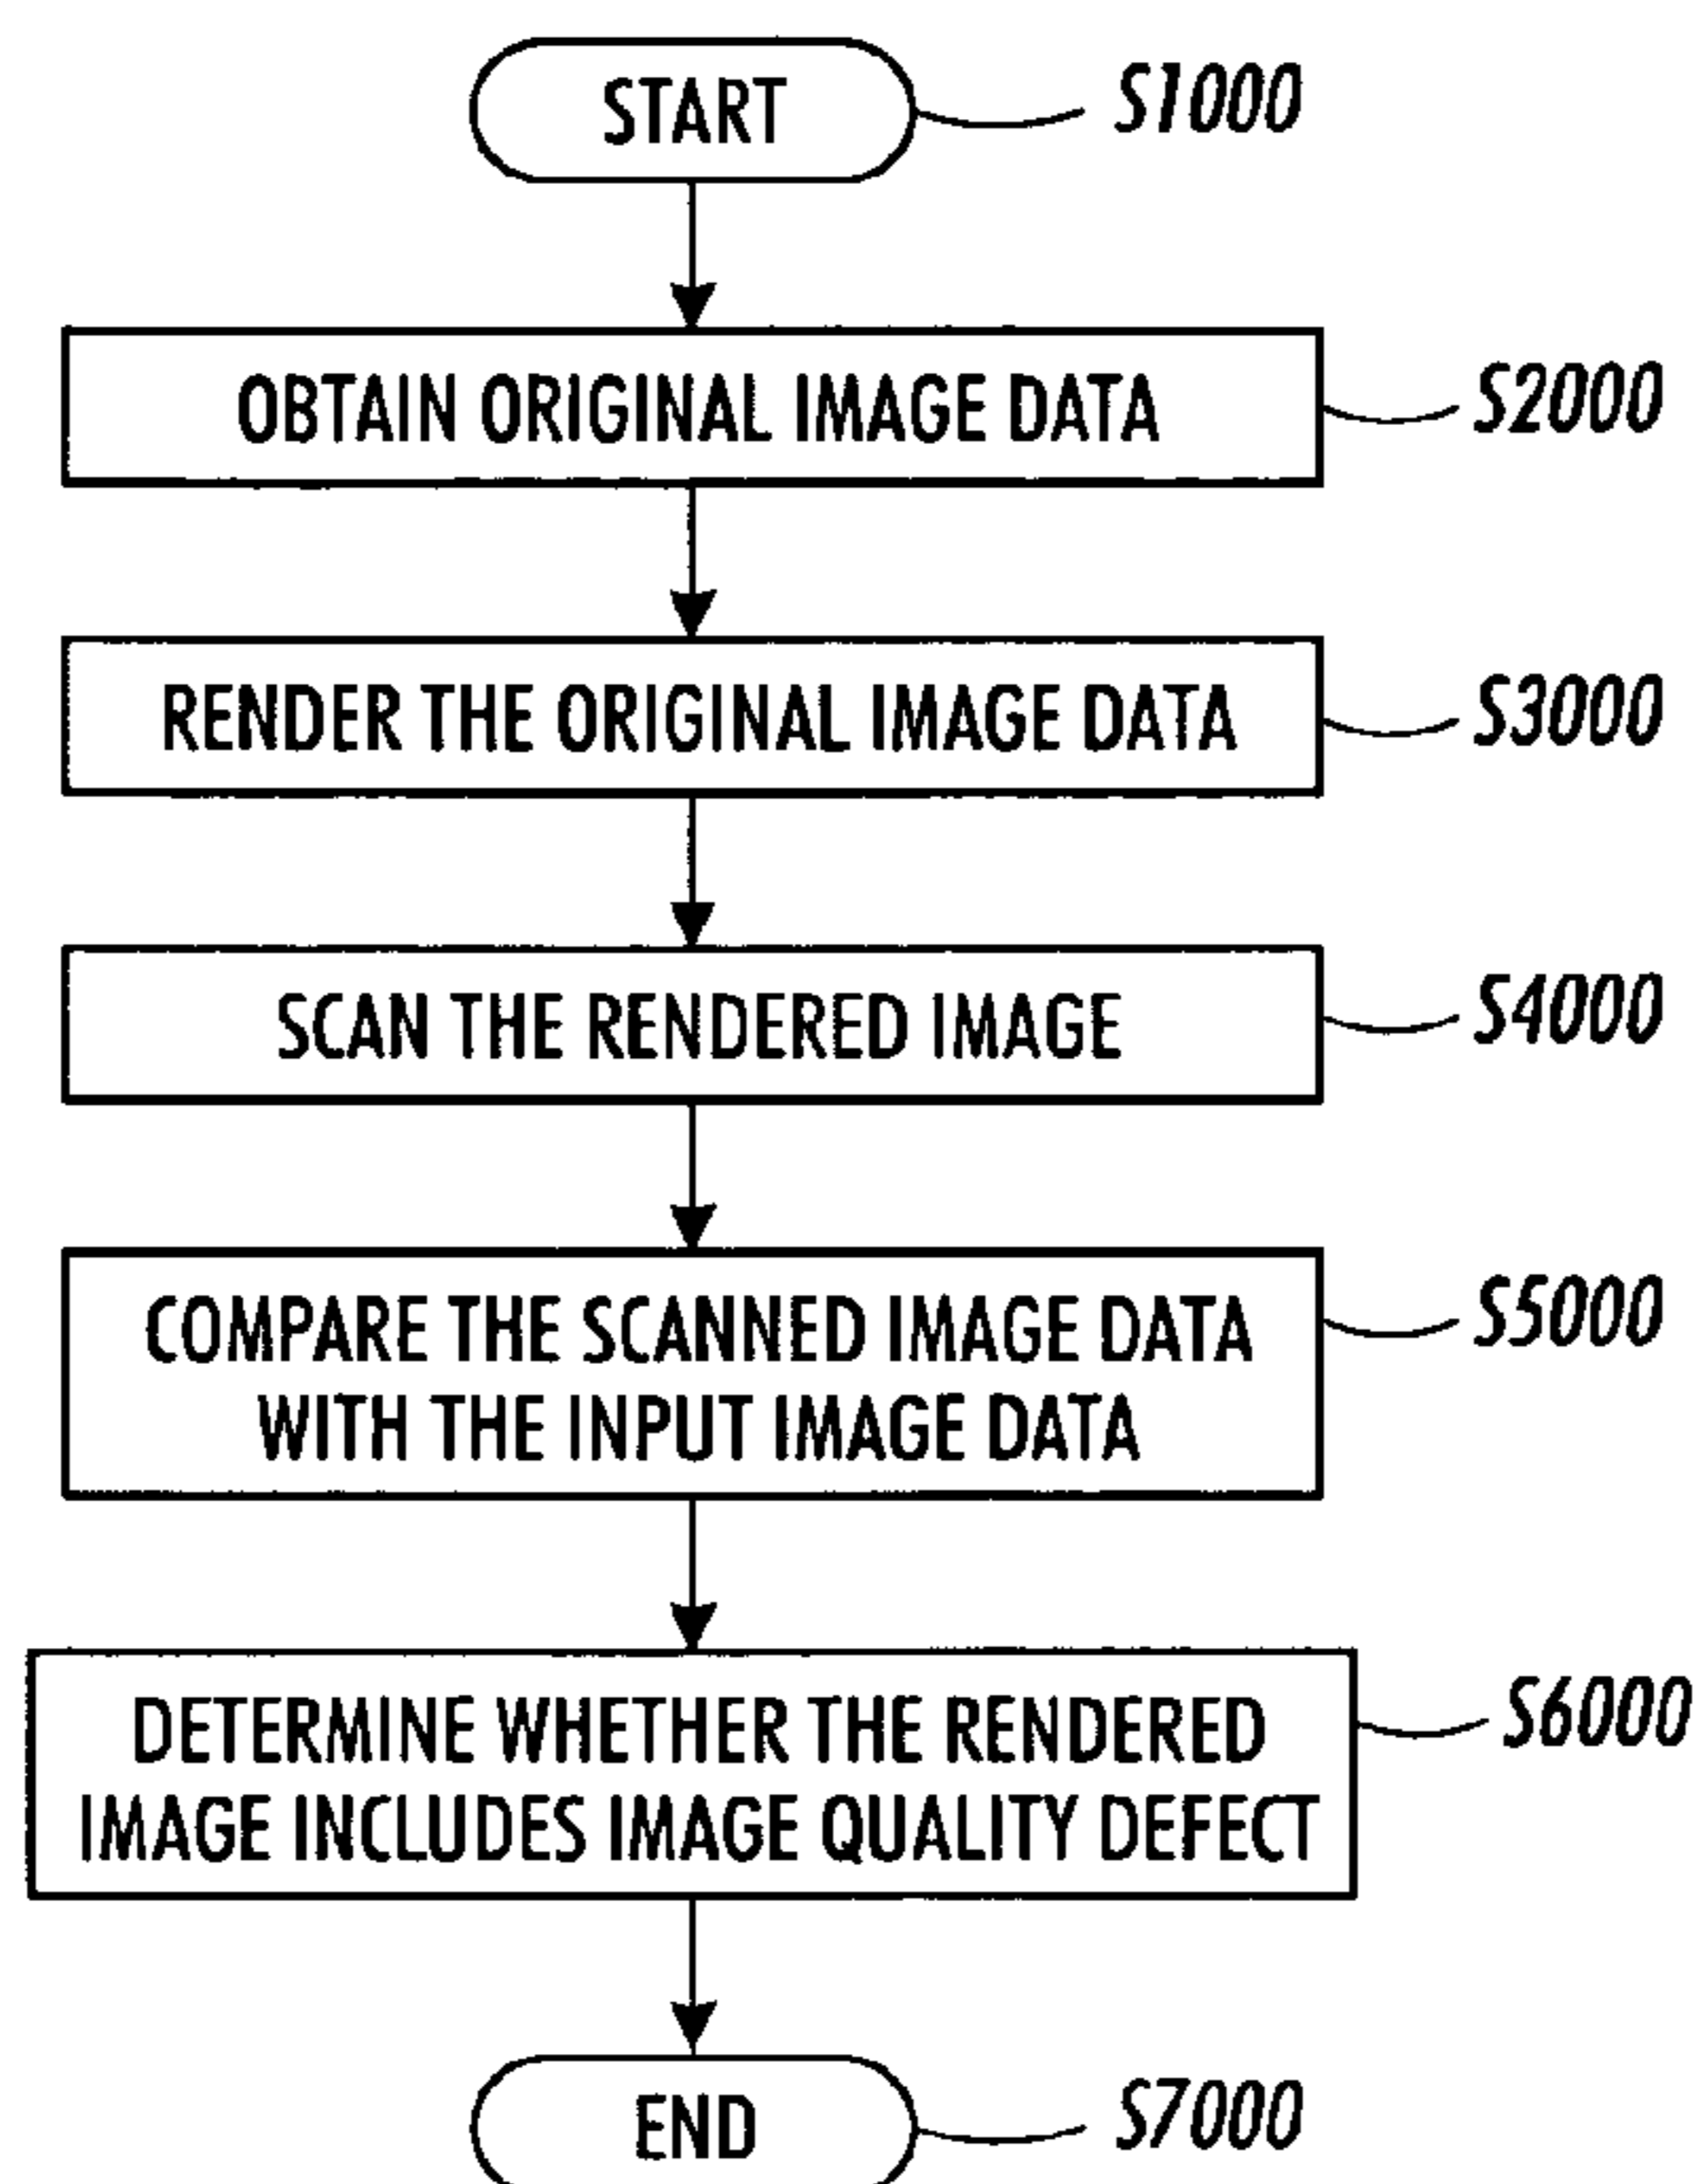 START
S1000
OBTAIN ORIGINAL IMAGE DATA
S2000
RENDER THE ORIGINAL IMAGE DATA
S3000
SCAN THE RENDERED IMAGE
S4000
COMPARE THE SCANNED IMAGE DATA
WITH THE INPUT IMAGE DATA
S5000
DETERMINE WHETHER THE RENDERED
IMAGE INCLUDES IMAGE QUALITY DEFECT
S6000
END
S7000